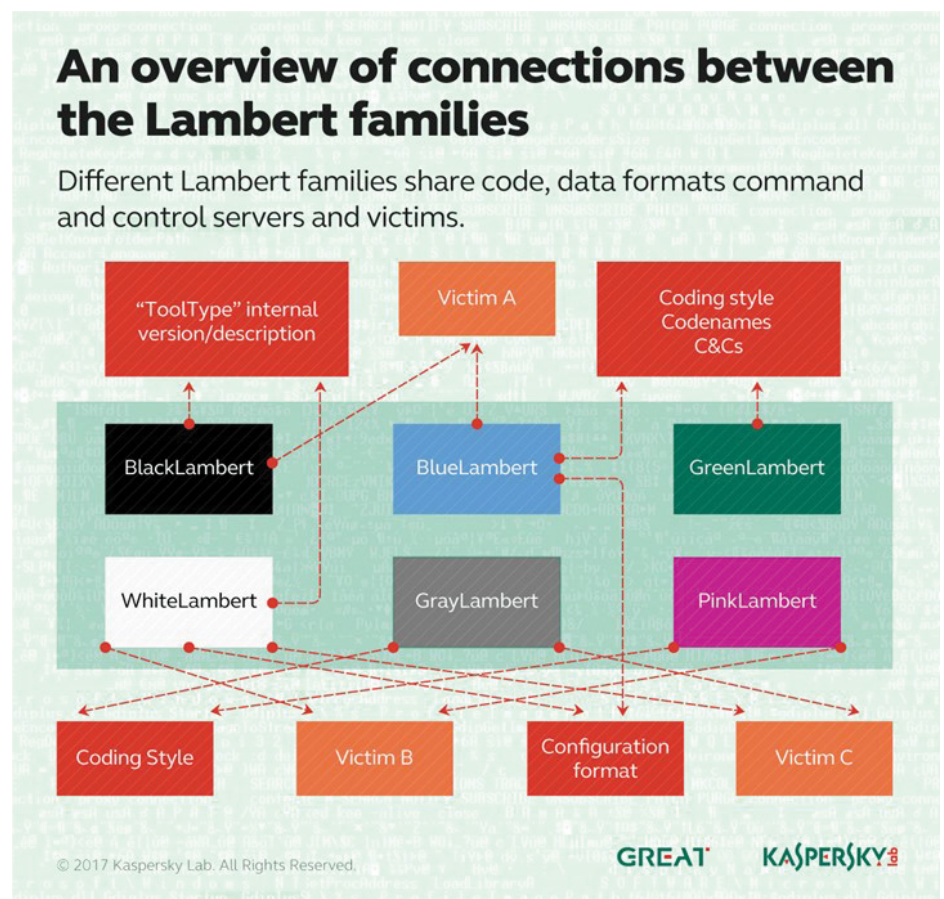 An overview of connections between
the Lambert families
Different Lambert families share code, data formats command
and control servers and victims.
“ToolType” internal
version/description
Victim A
Coding style
Codenames
C&Cs
BlackLambert
BlueLambert
GreenLambert
WhiteLambert
GrayLambert
PinkLambert
Coding Style
Victim B
Configuration
format
Victim C
© 2017 Kaspersky Lab. All Rights Reserved.
GREAT
KASPERSKY lab